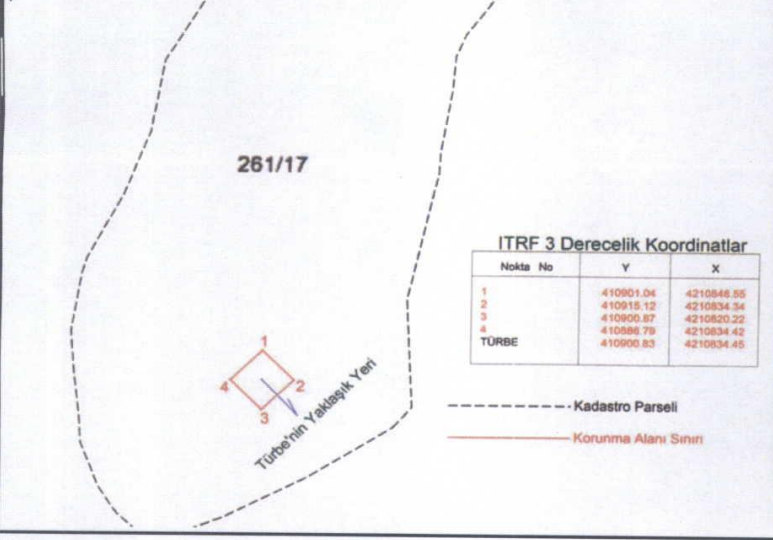 261/17
ITRF 3 Derecelik Koordinatlar
Nokta No Y X
1 410901.04 4210846.55
2 410915.12 4210834.34
3 410900.87 4210820.22
4 410886.79 4210834.42
TÜRBE 410900.83 4210834.45
1
4
2
3
Türbe'nin Yaklaşık Yeri
Kadastro Parseli
Korunma Alanı Sınırı